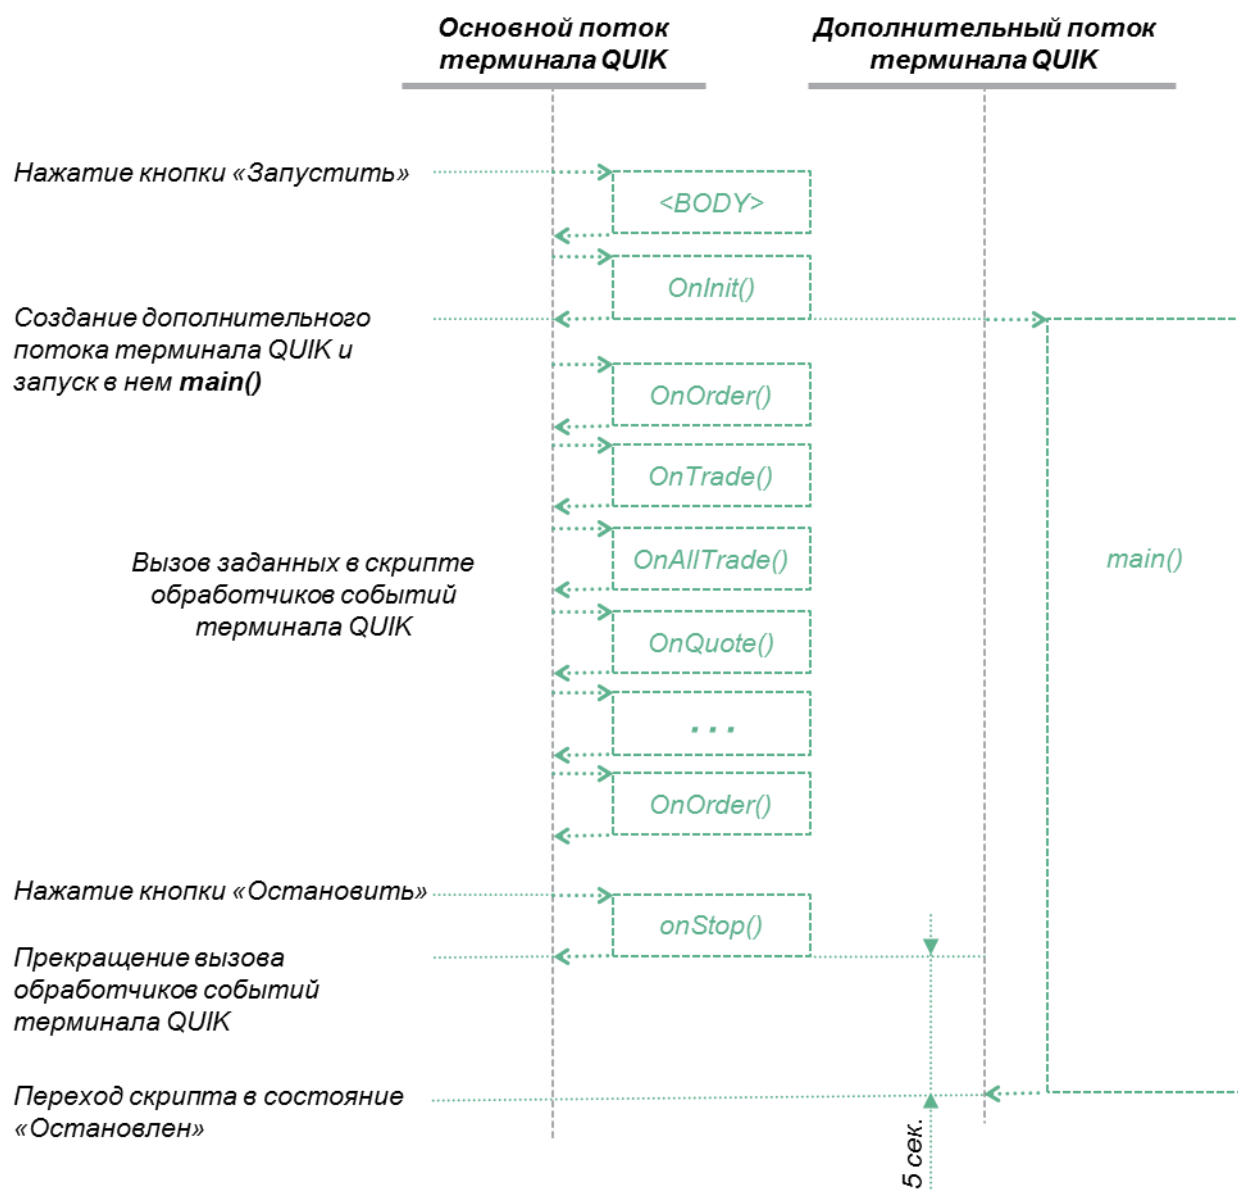 Основной поток
терминала QUIK
Дополнительный поток
терминала QUIK
Нажатие кнопки «Запустить»
<BODY>
OnInit()
Создание дополнительного
потока терминала QUIK и
запуск в нем main()
OnOrder()
OnTrade()
OnAllTrade()
Вызов заданных в скрипте
обработчиков событий
терминала QUIK
main()
OnQuote()
...
OnOrder()
Нажатие кнопки «Остановить»
onStop()
Прекращение вызова
обработчиков событий
терминала QUIK
Переход скрипта в состояние
«Остановлен»
5 сек.